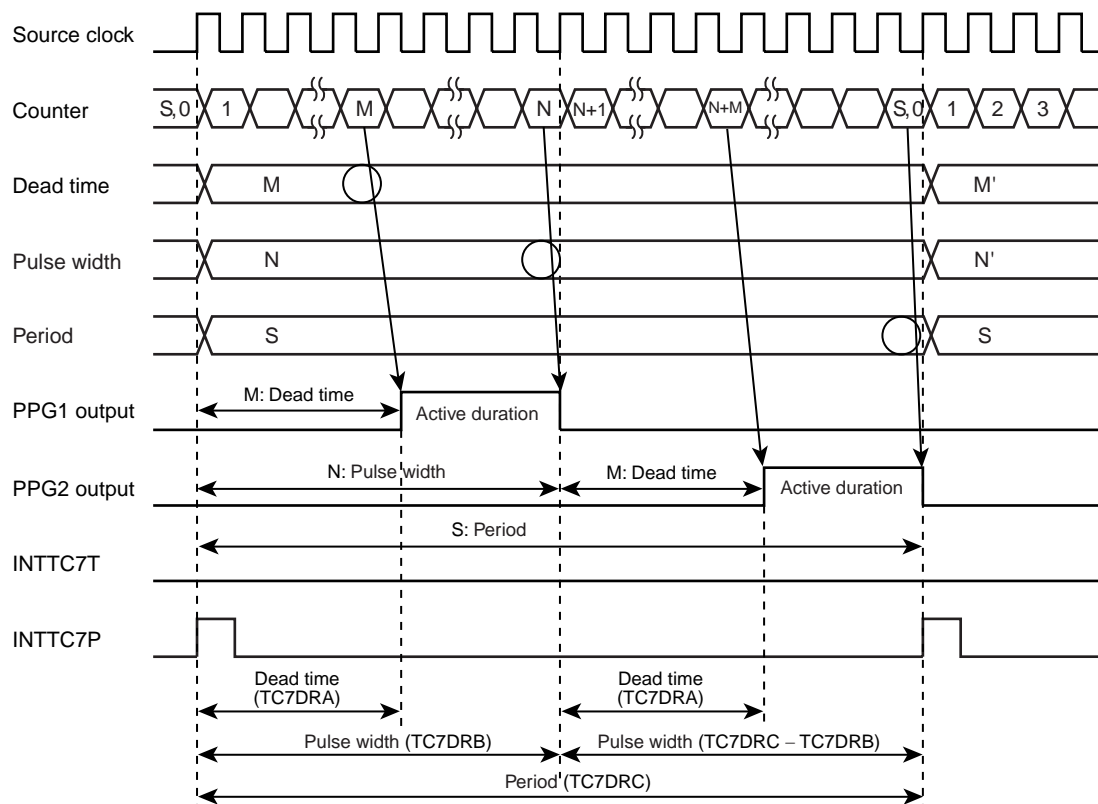 Source clock
Counter S,0 1 M N N+1 N+M S,0 1 2 3
Dead time M M'
Pulse width N N'
Period S S
M: Dead time
PPG1 output Active duration
N: Pulse width M: Dead time
PPG2 output Active duration
S: Period
INTTC7T
INTTC7P
Dead time Dead time
(TC7DRA) (TC7DRA)
Pulse width (TC7DRB) Pulse width (TC7DRC – TC7DRB)
Period (TC7DRC)